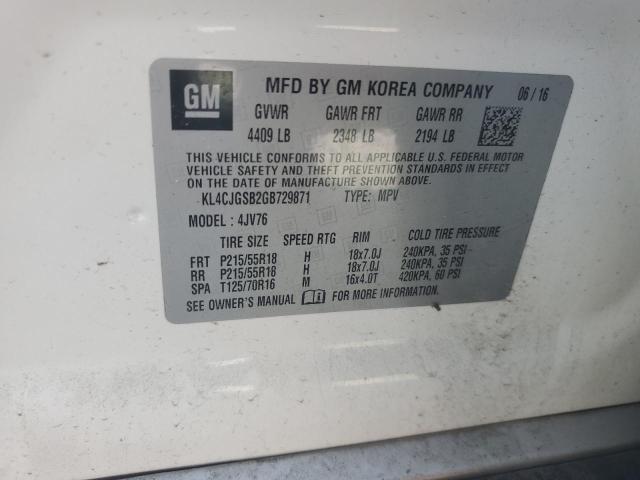 GM MFD BY GM KOREA COMPANY 06/16
GVWR GAWR FRT GAWR RR
4409 LB 2348 LB 2194 LB
THIS VEHICLE CONFORMS TO ALL APPLICABLE U.S. FEDERAL MOTOR
VEHICLE SAFETY AND THEFT PREVENTION STANDARDS IN EFFECT
ON THE DATE OF MANUFACTURE SHOWN ABOVE.
KL4CJGSB2GB729871 TYPE: MPV
MODEL : 4JV76
TIRE SIZE SPEED RTG RIM COLD TIRE PRESSURE
FRT P215/55R18 H 18x7.0J 240KPA, 35 PSI
RR P215/55R18 H 18x7.0J 240KPA, 35 PSI
SPA T125/70R16 M 16x4.0T 420KPA, 60 PSI
SEE OWNER'S MANUAL FOR MORE INFORMATION.